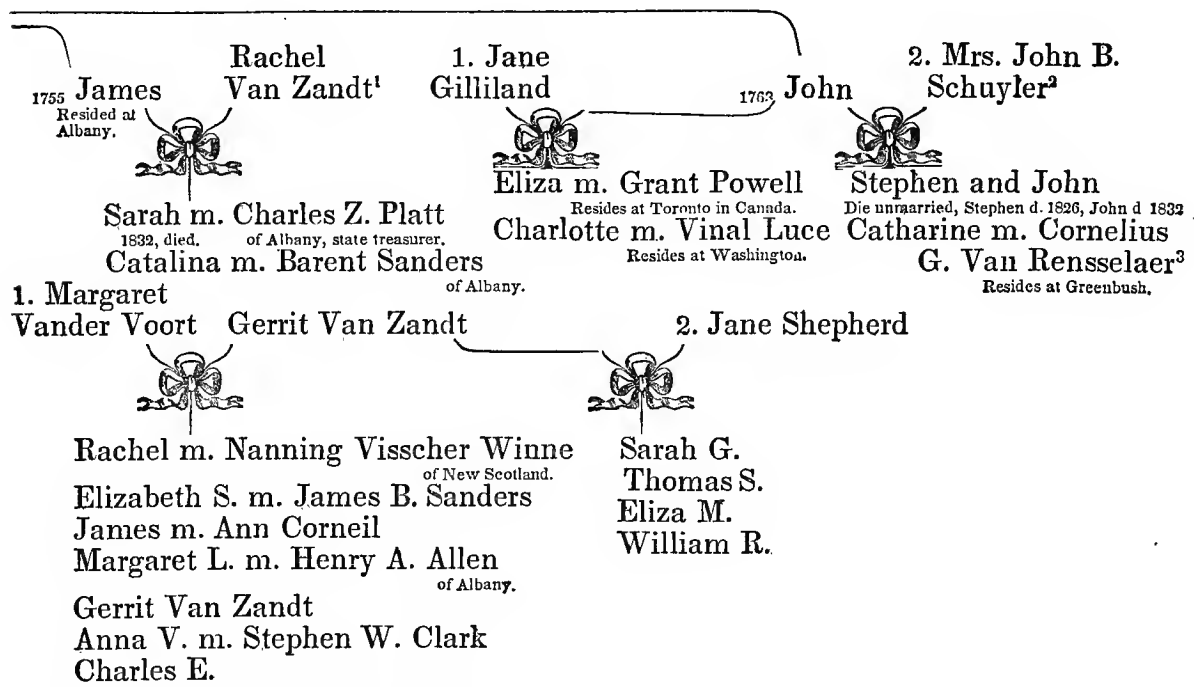 Rachel
Van Zandt¹
1755 James
Resided at
Albany.
1. Jane
Gilliland
1763 John
2. Mrs. John B.
Schuyler²
Sarah m. Charles Z. Platt
1832, died. of Albany, state treasurer.
Catalina m. Barent Sanders
of Albany.
Eliza m. Grant Powell
Resides at Toronto in Canada.
Charlotte m. Vinal Luce
Resides at Washington.
Stephen and John
Die unmarried, Stephen d. 1826, John d 1832
Catharine m. Cornelius
G. Van Rensselaer³
Resides at Greenbush.
1. Margaret
Vander Voort
Gerrit Van Zandt
2. Jane Shepherd
Rachel m. Nanning Visscher Winne
of New Scotland.
Elizabeth S. m. James B. Sanders
James m. Ann Corneil
Margaret L. m. Henry A. Allen
of Albany.
Gerrit Van Zandt
Anna V. m. Stephen W. Clark
Charles E.
Sarah G.
Thomas S.
Eliza M.
William R.